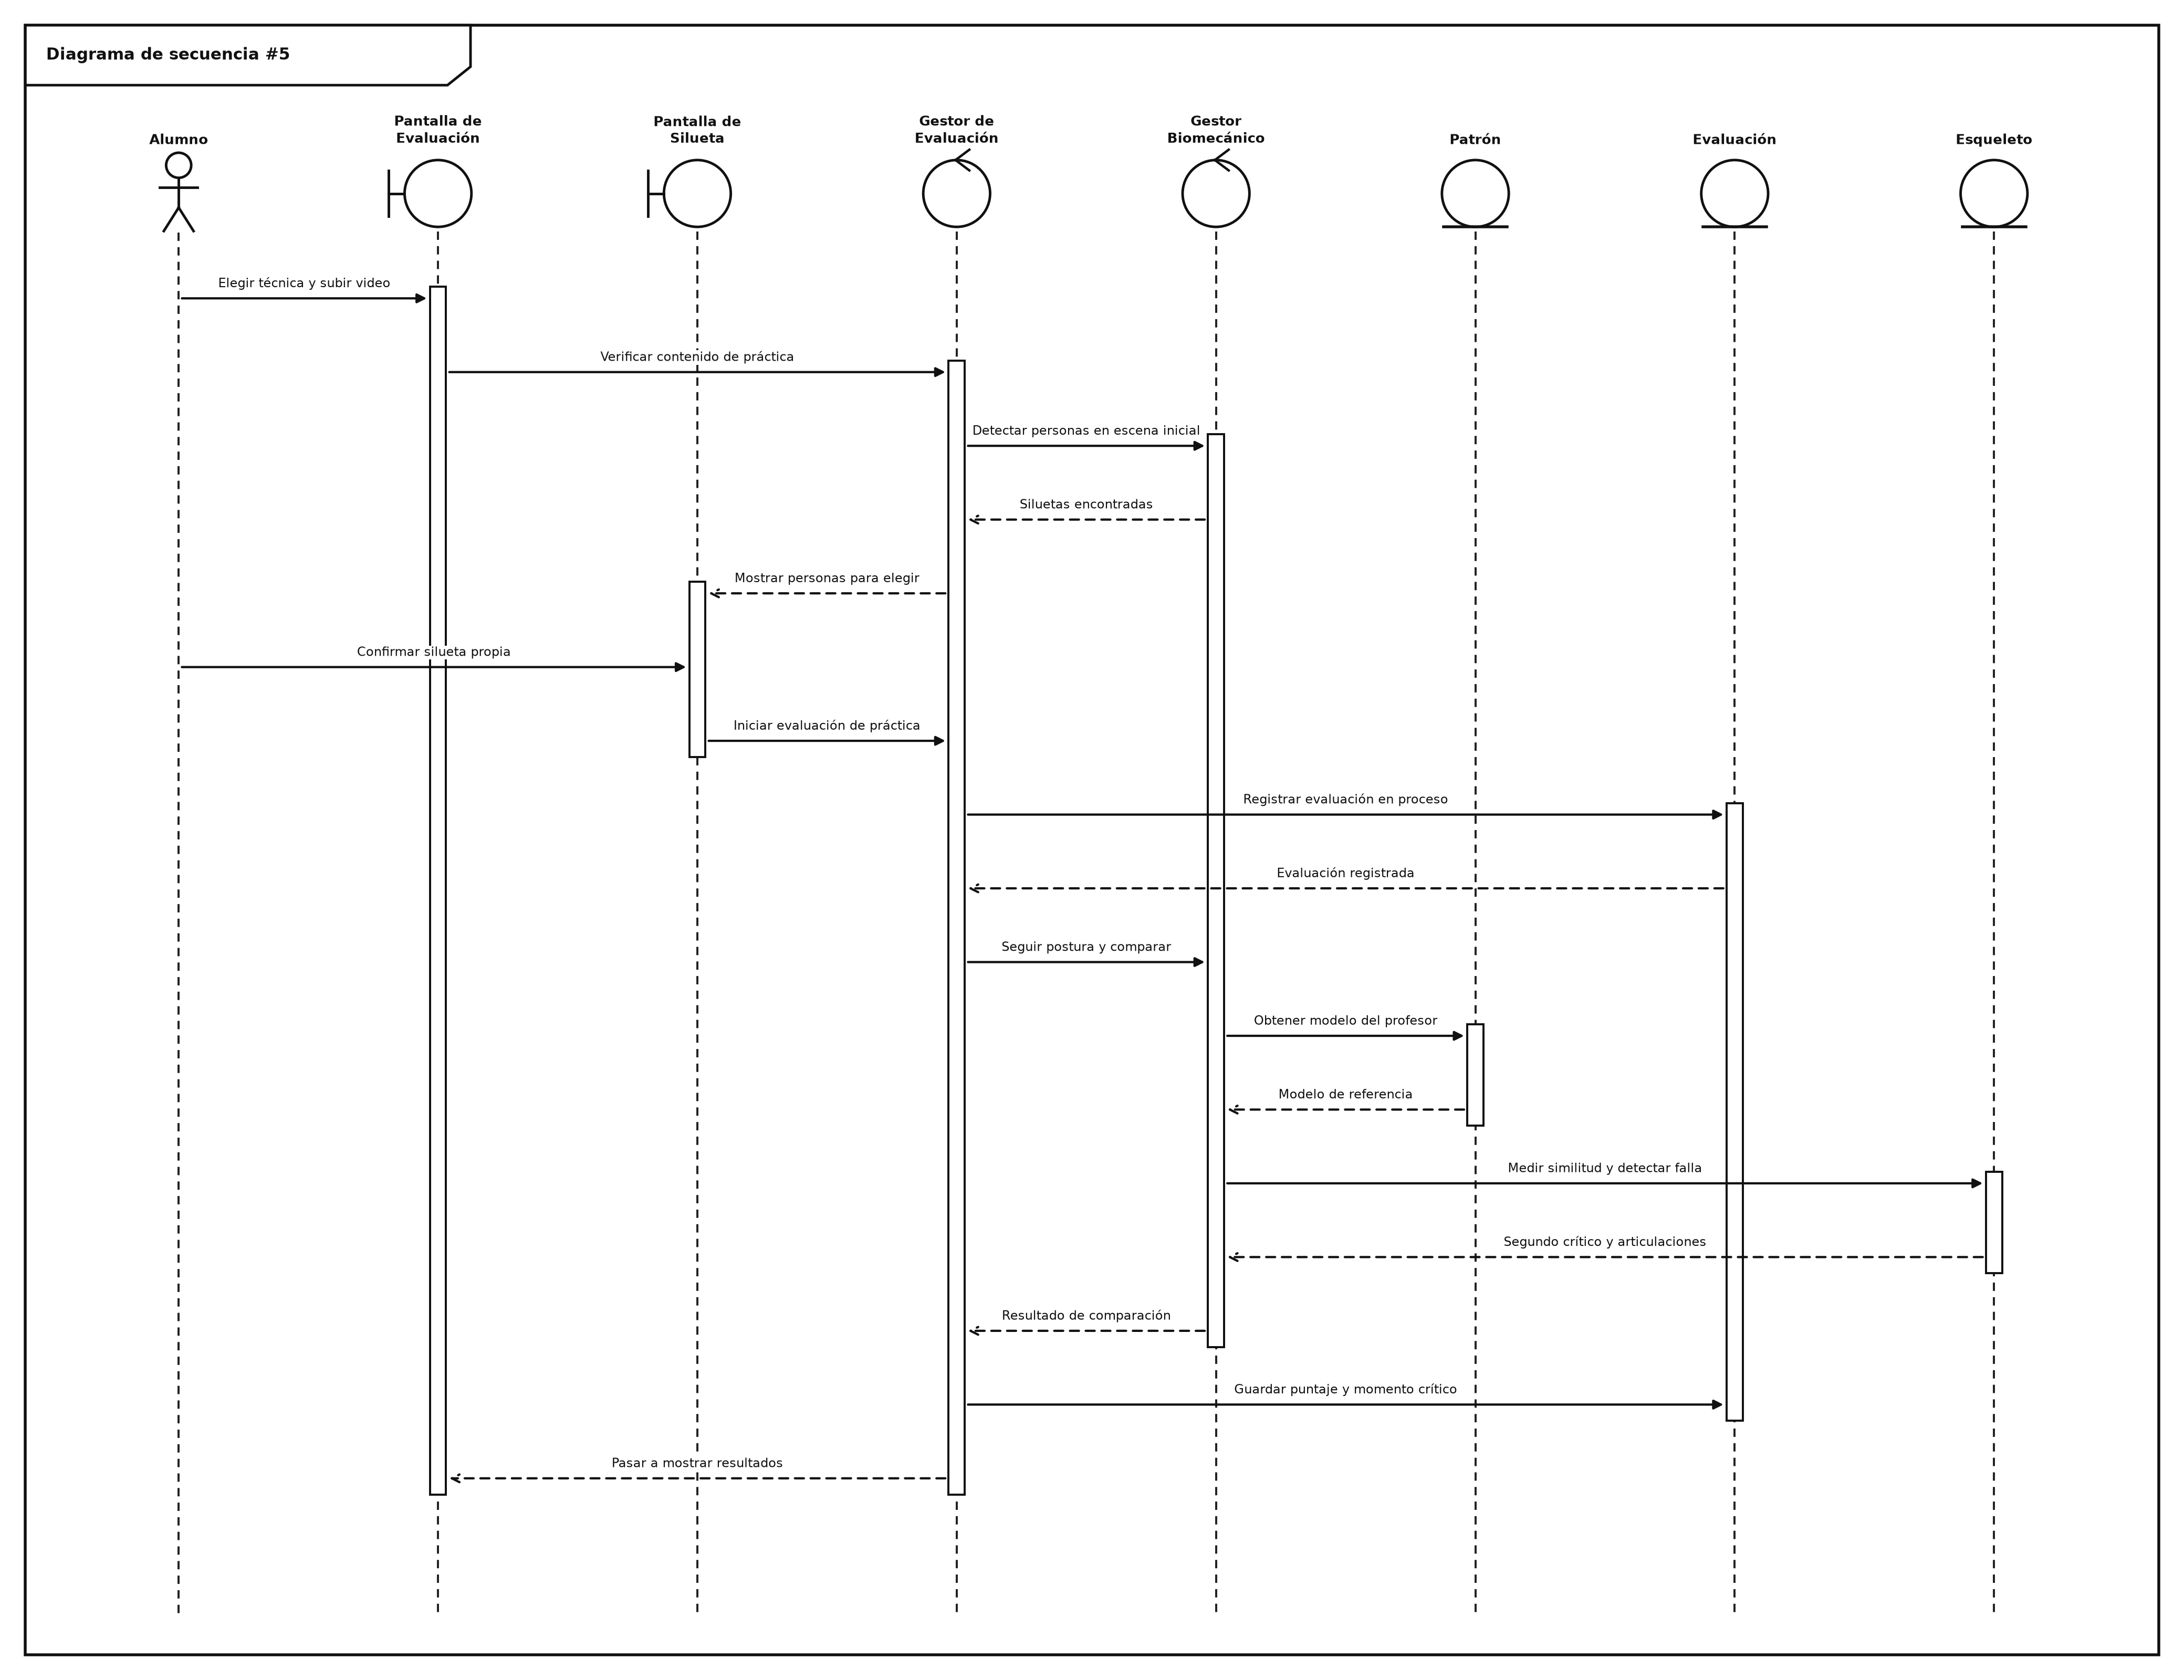 Diagrama de secuencia #5
Alumno
Pantalla de
Evaluación
Pantalla de
Silueta
Gestor de
Evaluación
Gestor
Biomecánico
Patrón
Evaluación
Esqueleto
Elegir técnica y subir video
Verificar contenido de práctica
Detectar personas en escena inicial
Siluetas encontradas
Mostrar personas para elegir
Confirmar silueta propia
Iniciar evaluación de práctica
Registrar evaluación en proceso
Evaluación registrada
Seguir postura y comparar
Obtener modelo del profesor
Modelo de referencia
Medir similitud y detectar falla
Segundo crítico y articulaciones
Resultado de comparación
Guardar puntaje y momento crítico
Pasar a mostrar resultados